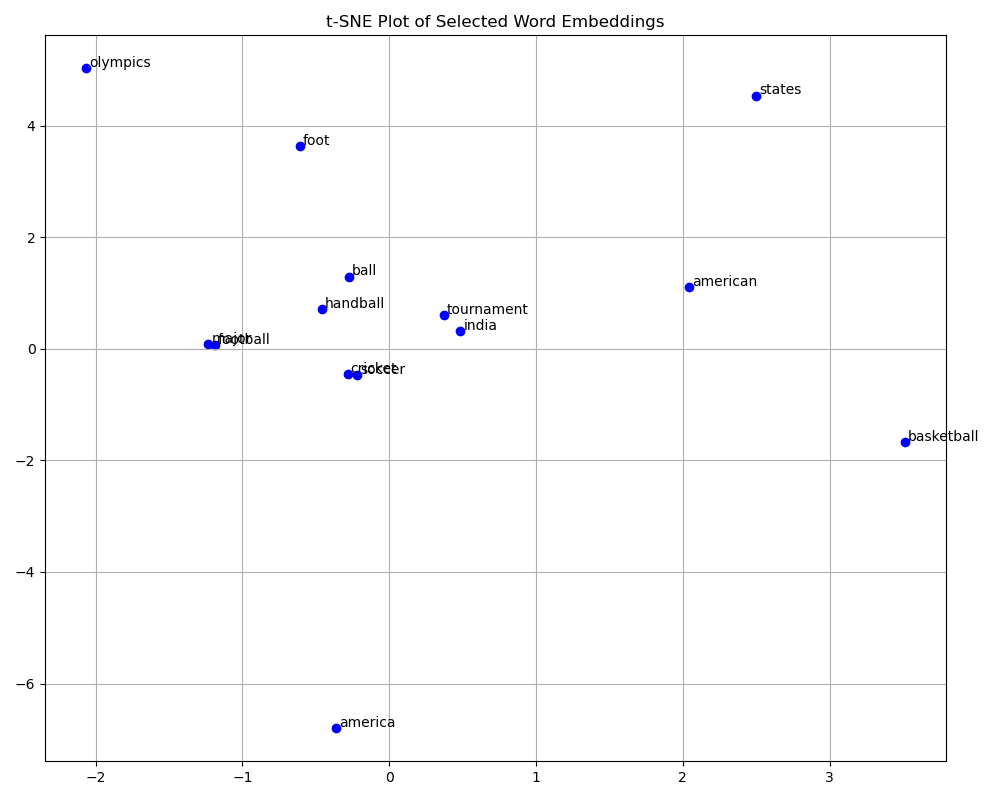 t-SNE Plot of Selected Word Embeddings
olympics
states
foot
ball
american
handball
tournament
india
major
football
cricket
soccer
basketball
america
4
2
0
−2
−4
−6
−2 −1 0 1 2 3